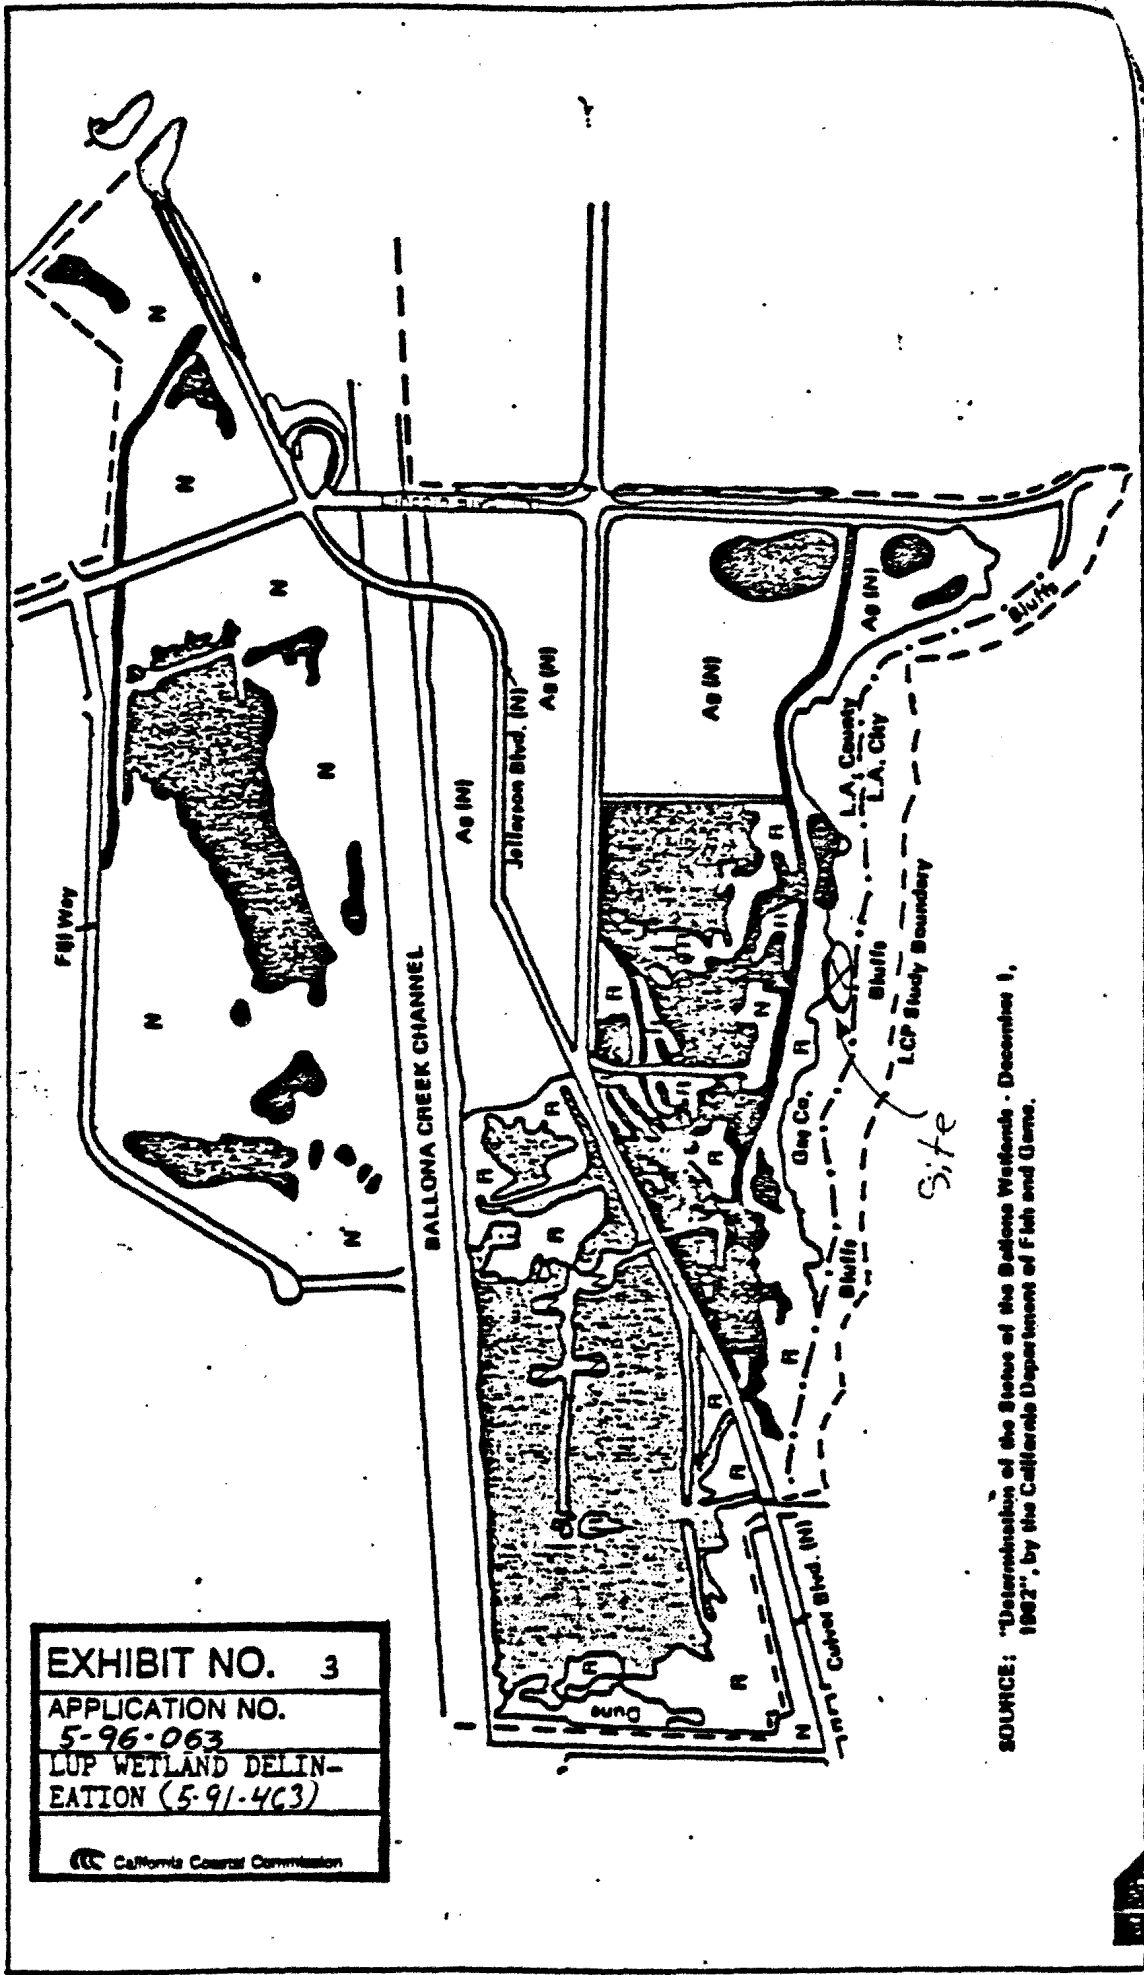 EXHIBIT NO. 3
APPLICATION NO.
5-96-063
LUP WETLAND DELIN-
EATION (5-91-463)
California Coastal Commission
Fiji Way
N
N
N
N
N
N
N
BALLONA CREEK CHANNEL
Jefferson Blvd. (N)
Ag (N)
Ag (N)
Ag (N)
Ag (N)
R
R
R
R
R
R
R
R
R
R
R
R
R
N
N
Dune
Culver Blvd. (N)
Gas Co.
Bluffs
Bluffs
Bluffs
L.A. County
L.A. City
LCP Study Boundary
Site
SOURCE: "Determination of the Status of the Ballona Wetlands - December 1,
1982", by the California Department of Fish and Game.